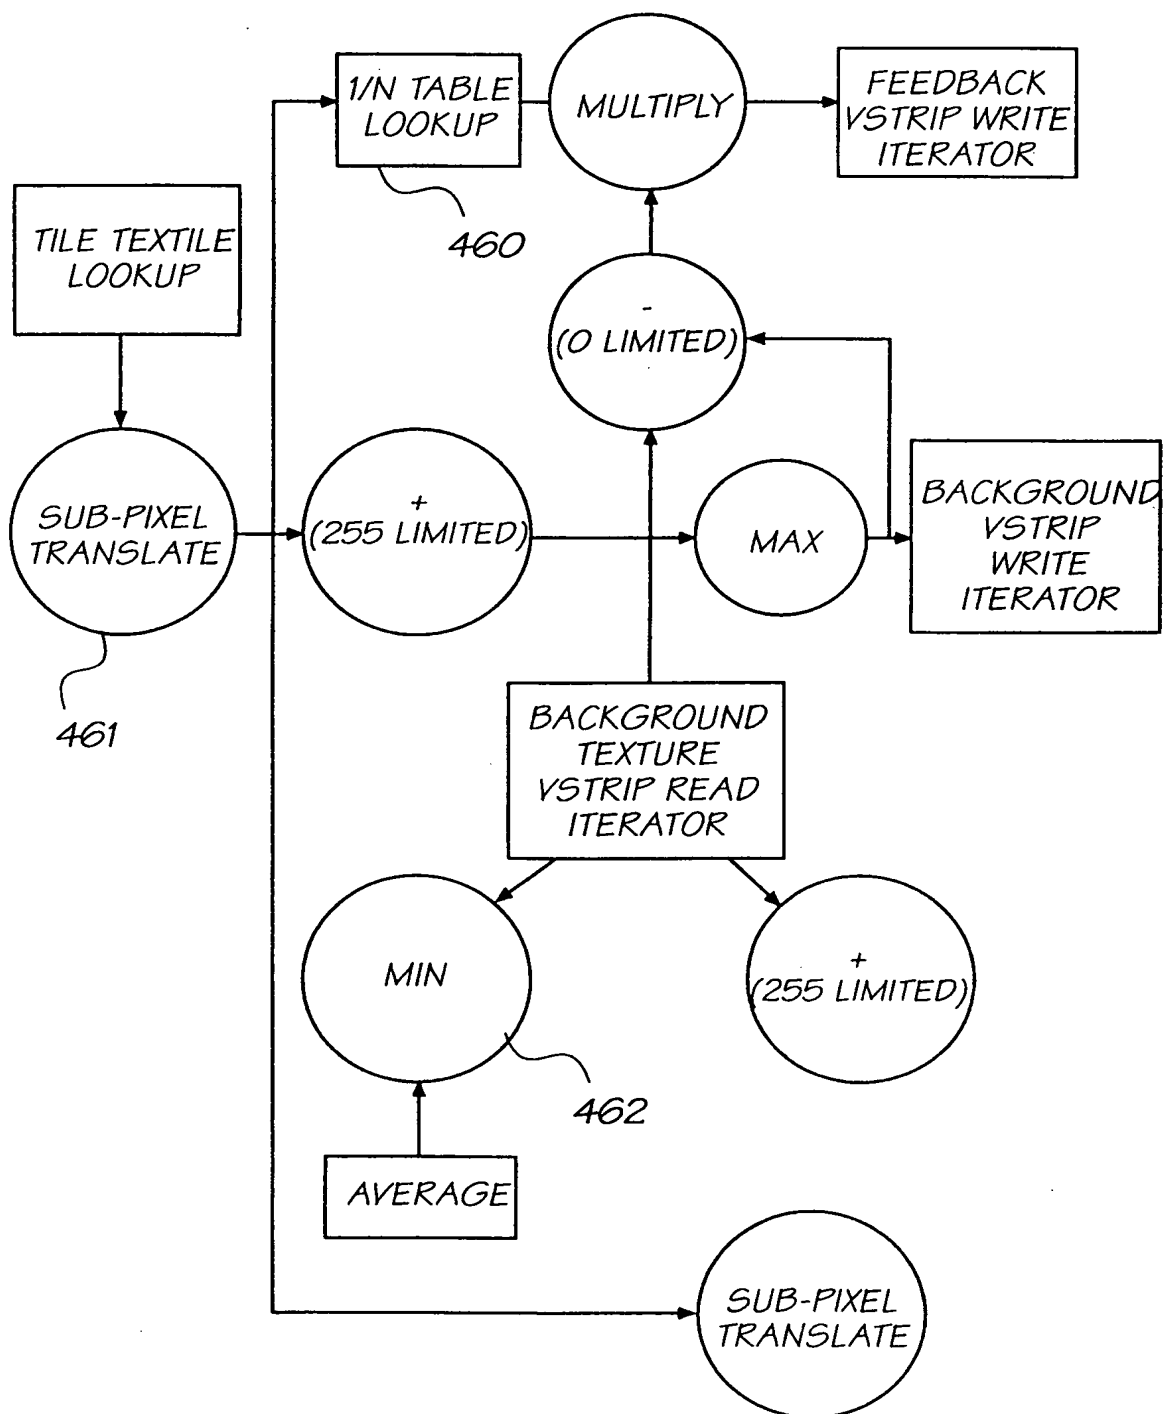 1/N TABLE
LOOKUP
MULTIPLY
FEEDBACK
VSTRIP WRITE
ITERATOR
460
TILE TEXTILE
LOOKUP
-
(0 LIMITED)
SUB-PIXEL
TRANSLATE
461
+
(255 LIMITED)
MAX
BACKGROUND
VSTRIP
WRITE
ITERATOR
BACKGROUND
TEXTURE
VSTRIP READ
ITERATOR
MIN
462
+
(255 LIMITED)
AVERAGE
SUB-PIXEL
TRANSLATE